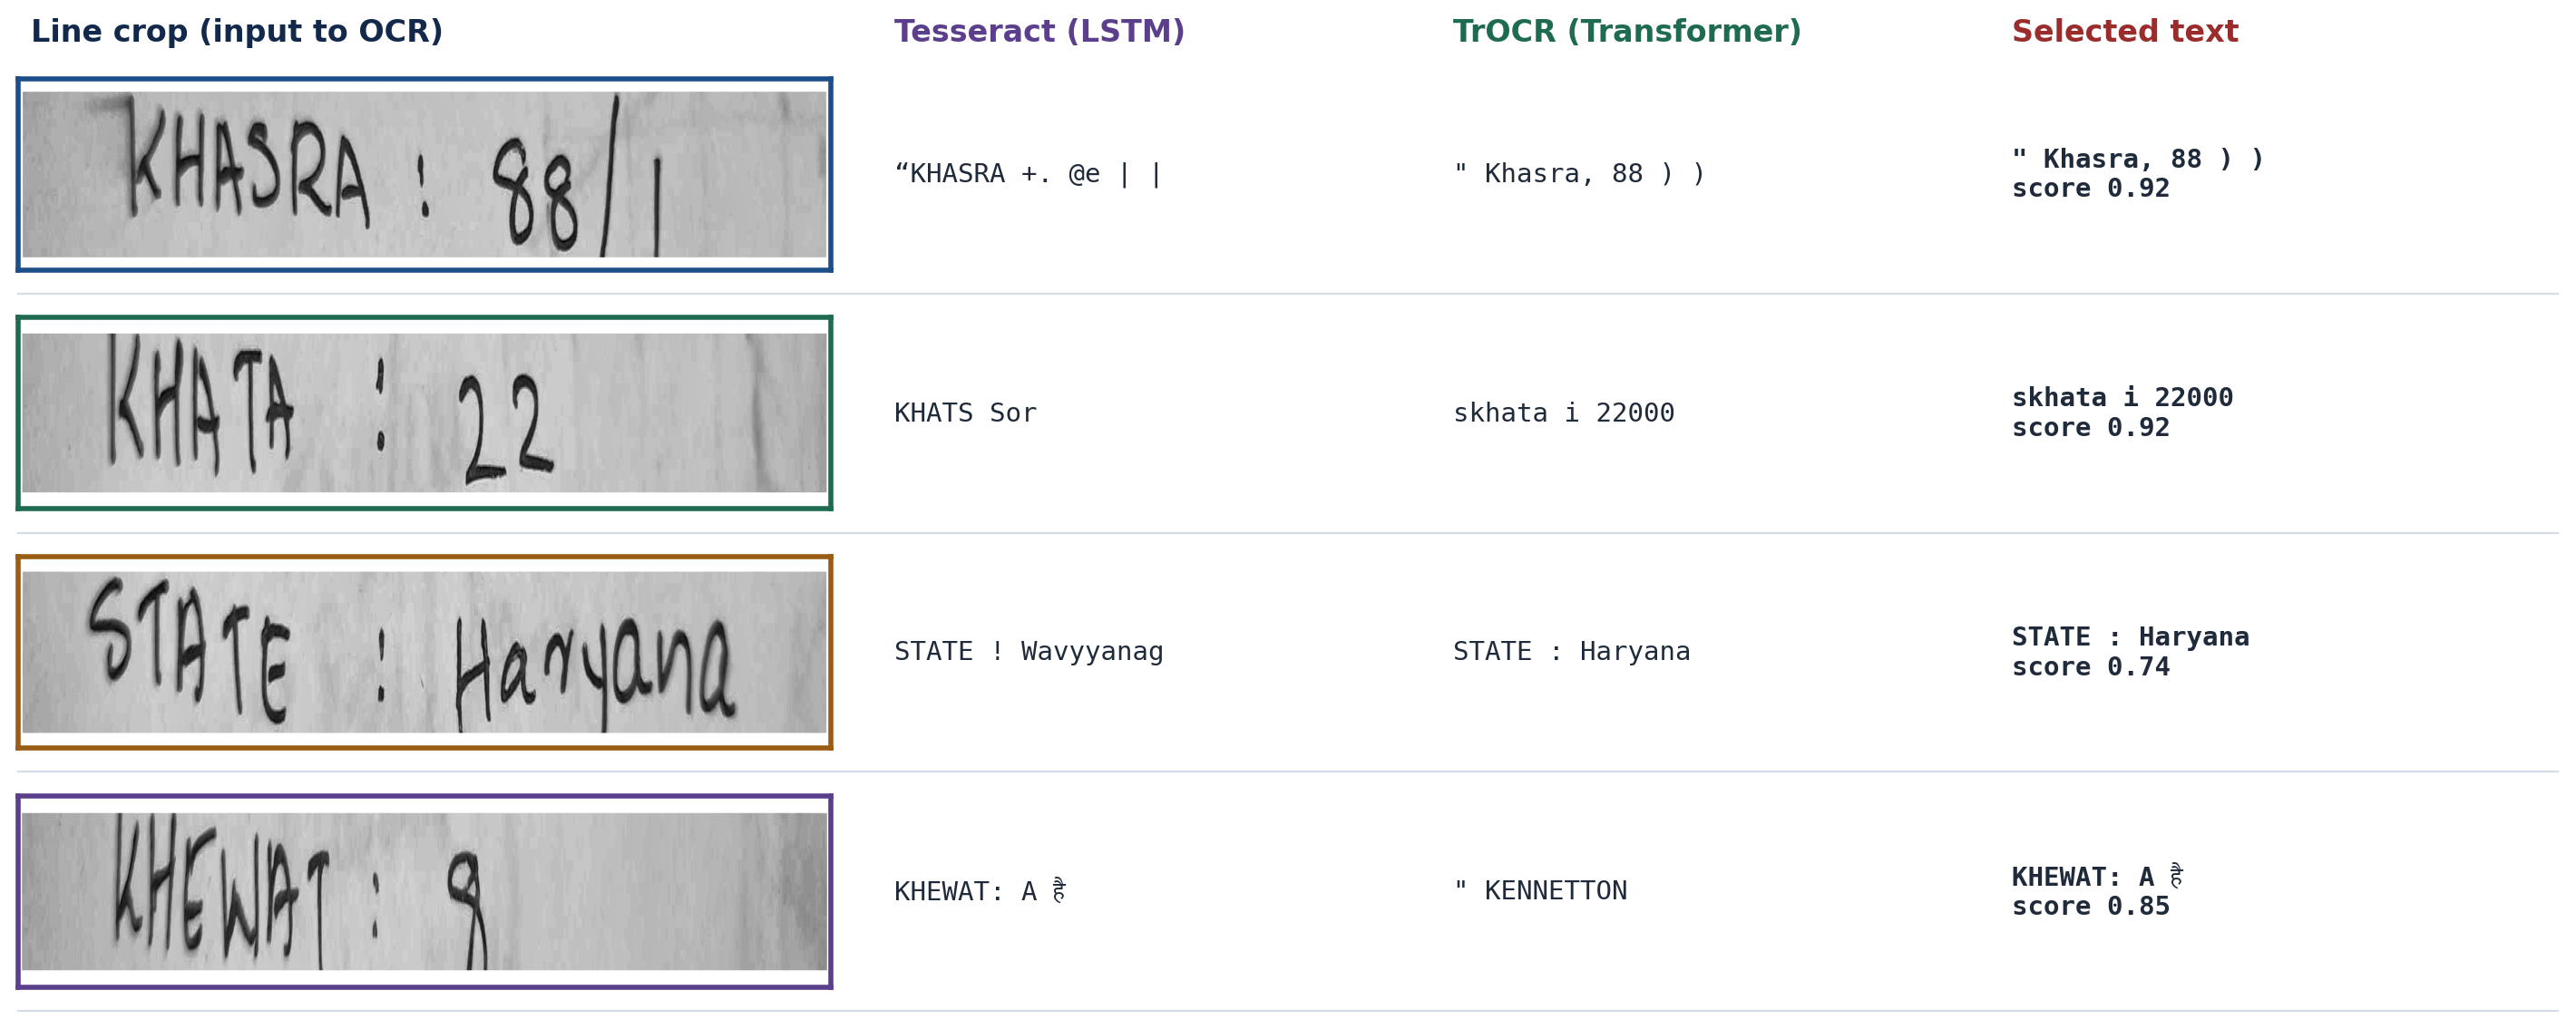 Line crop (input to OCR) Tesseract (LSTM) TrOCR (Transformer) Selected text
KHASRA : 88/1 “KHASRA +. @e | | " Khasra, 88 ) ) " Khasra, 88 ) )
score 0.92
KHATA : 22 KHATS Sor skhata i 22000 skhata i 22000
score 0.92
STATE : Haryana STATE ! Wavyyanag STATE : Haryana STATE : Haryana
score 0.74
KHEWAT : 9 KHEWAT: A है " KENNETTON KHEWAT: A है
score 0.85